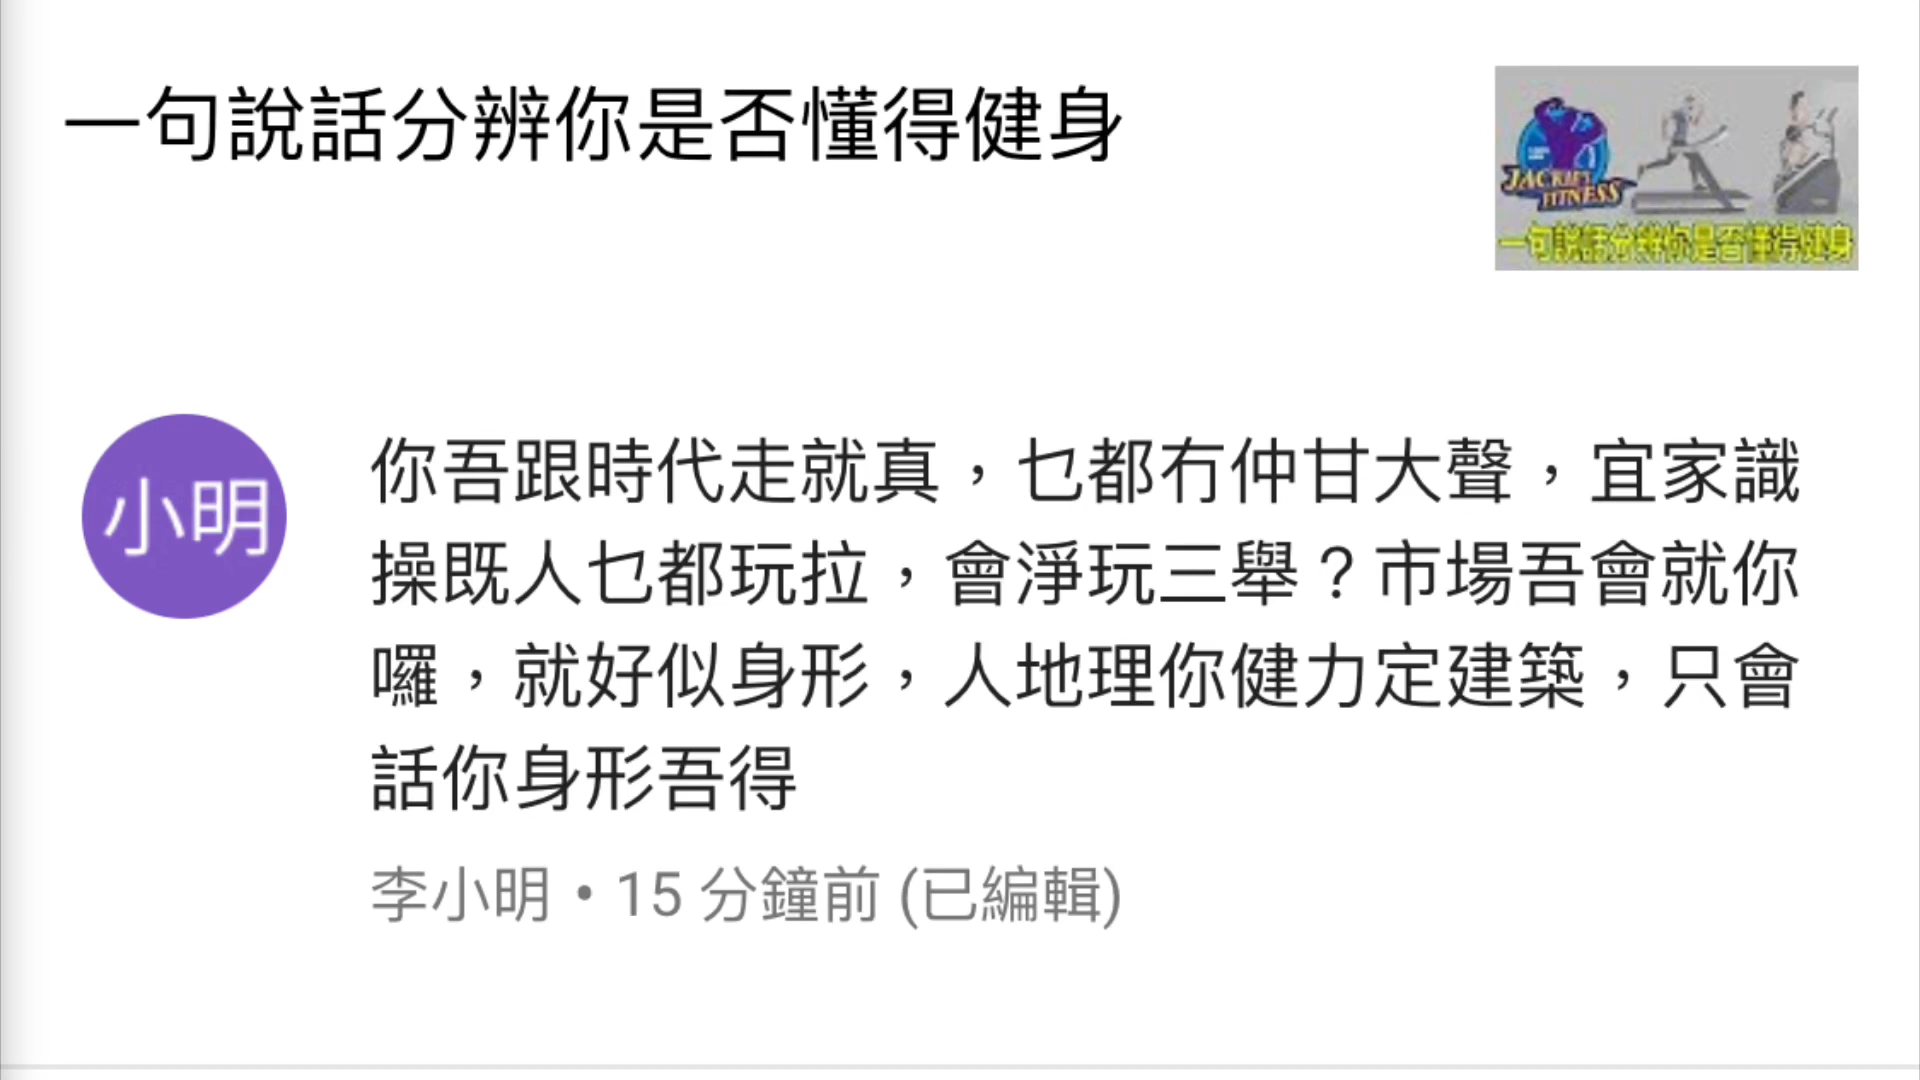 一句說話分辨你是否懂得健身
JACKIE'S
FITNESS
一句說話分辨你是否懂得健身
小明
你吾跟時代走就真，乜都冇仲甘大聲，宜家識
操既人乜都玩拉，會淨玩三舉？市場吾會就你
囉，就好似身形，人地理你健力定建築，只會
話你身形吾得
李小明 • 15 分鐘前 (已編輯)